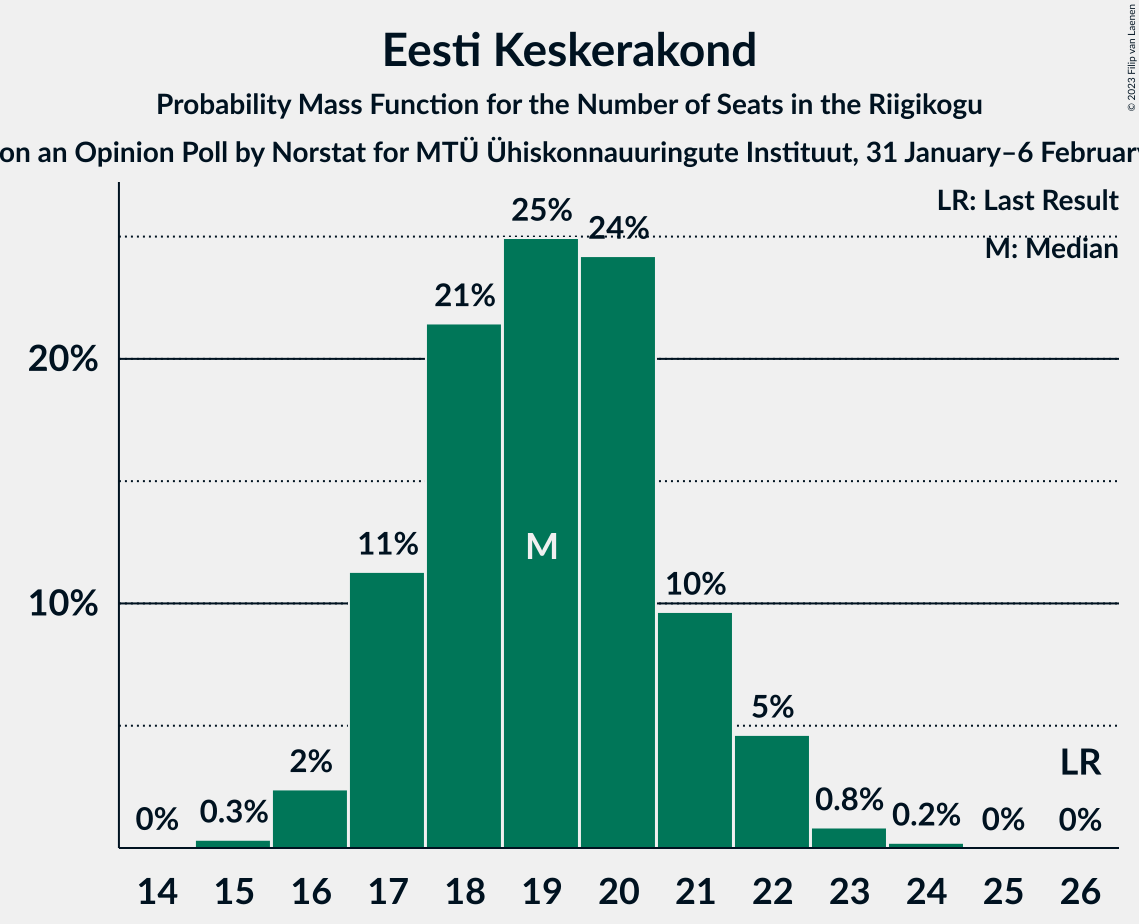 Eesti Keskerakond
Probability Mass Function for the Number of Seats in the Riigikogu
on an Opinion Poll by Norstat for MTÜ Ühiskonnauuringute Instituut, 31 January–6 February
© 2023 Filip van Laenen
LR: Last Result
M: Median
20%
10%
0%
0.3%
2%
11%
21%
25%
24%
10%
5%
0.8%
0.2%
0%
0%
M
LR
14 15 16 17 18 19 20 21 22 23 24 25 26